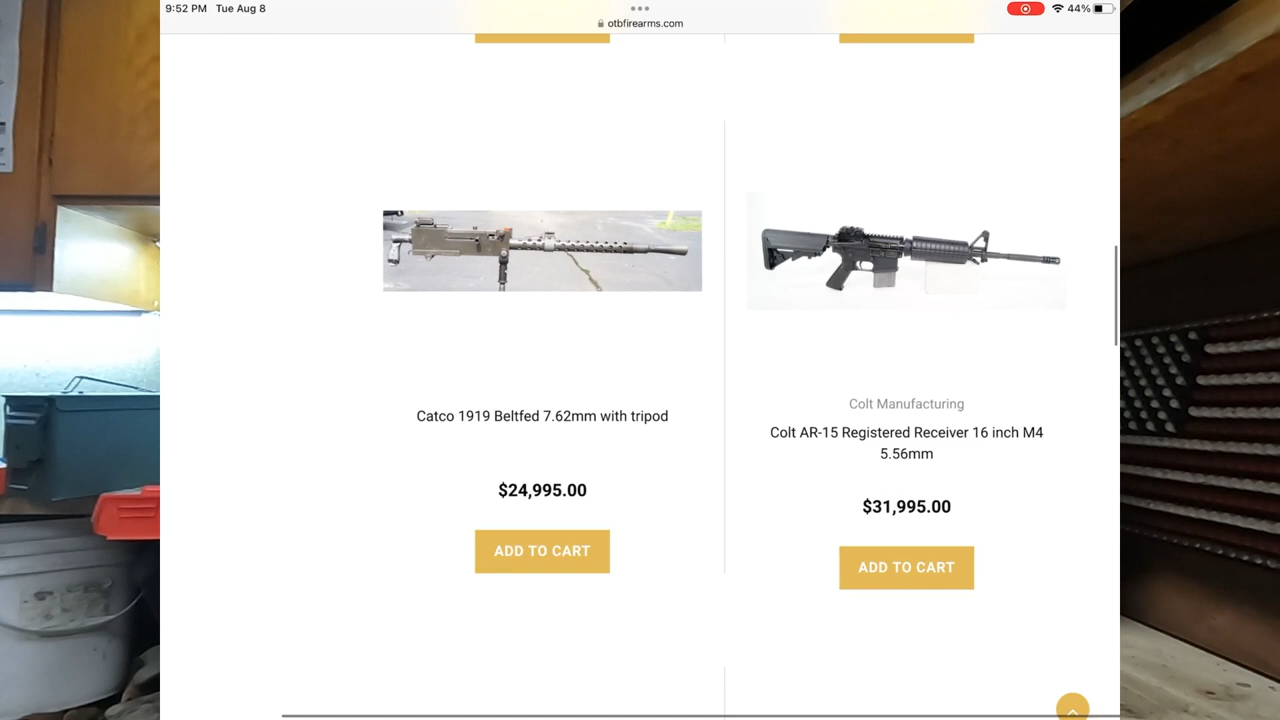 9:52 PM Tue Aug 8
44%
otbfirearms.com
Catco 1919 Beltfed 7.62mm with tripod
$24,995.00
ADD TO CART
Colt Manufacturing
Colt AR-15 Registered Receiver 16 inch M4
5.56mm
$31,995.00
ADD TO CART